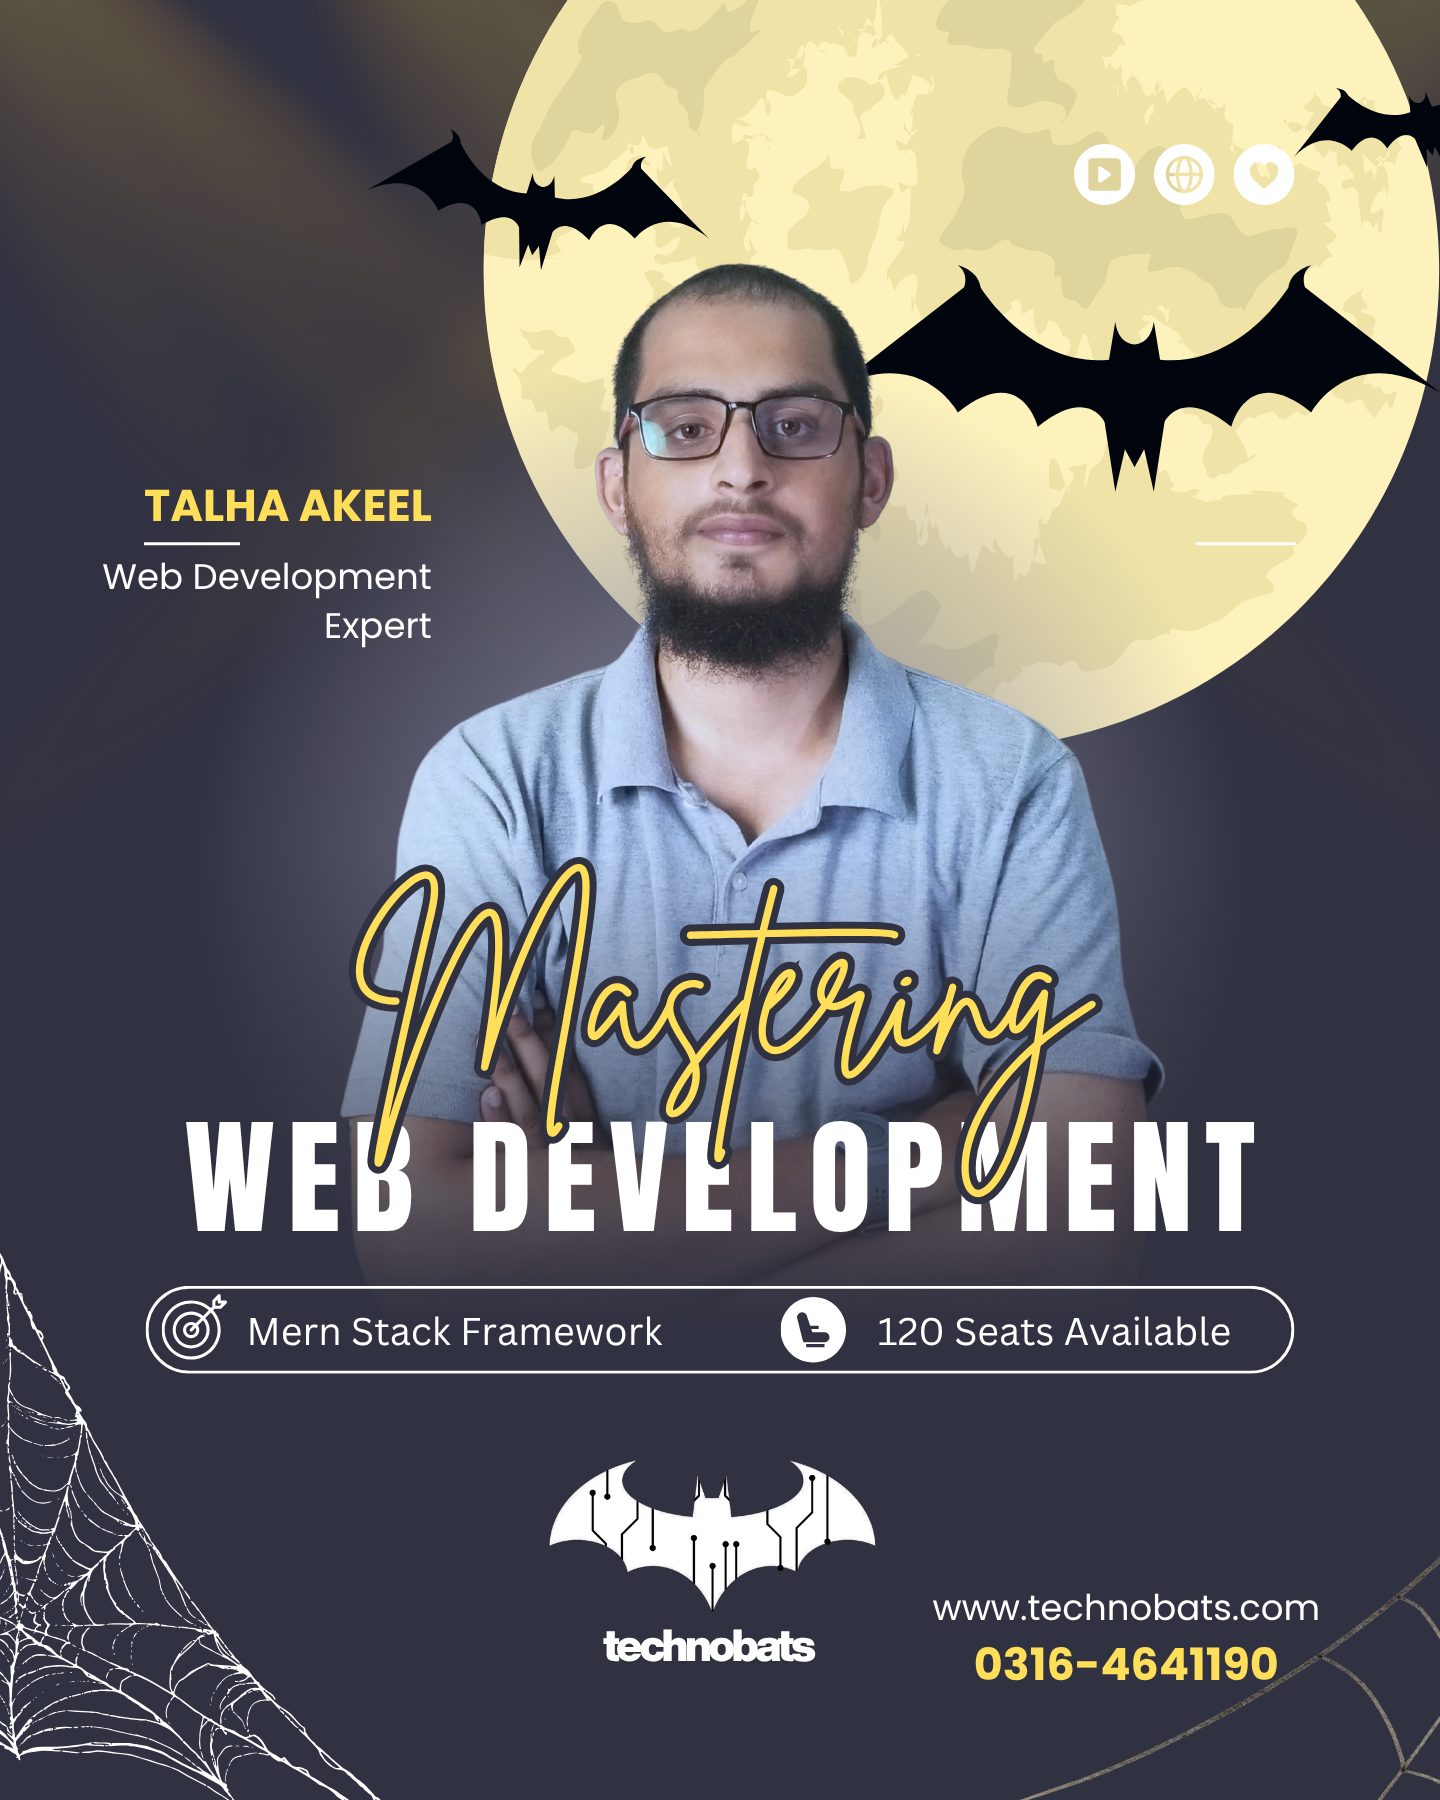 TALHA AKEEL
Web Development
Expert
Mastering
WEB DEVELOPMENT
Mern Stack Framework
120 Seats Available
technobats
www.technobats.com
0316-4641190